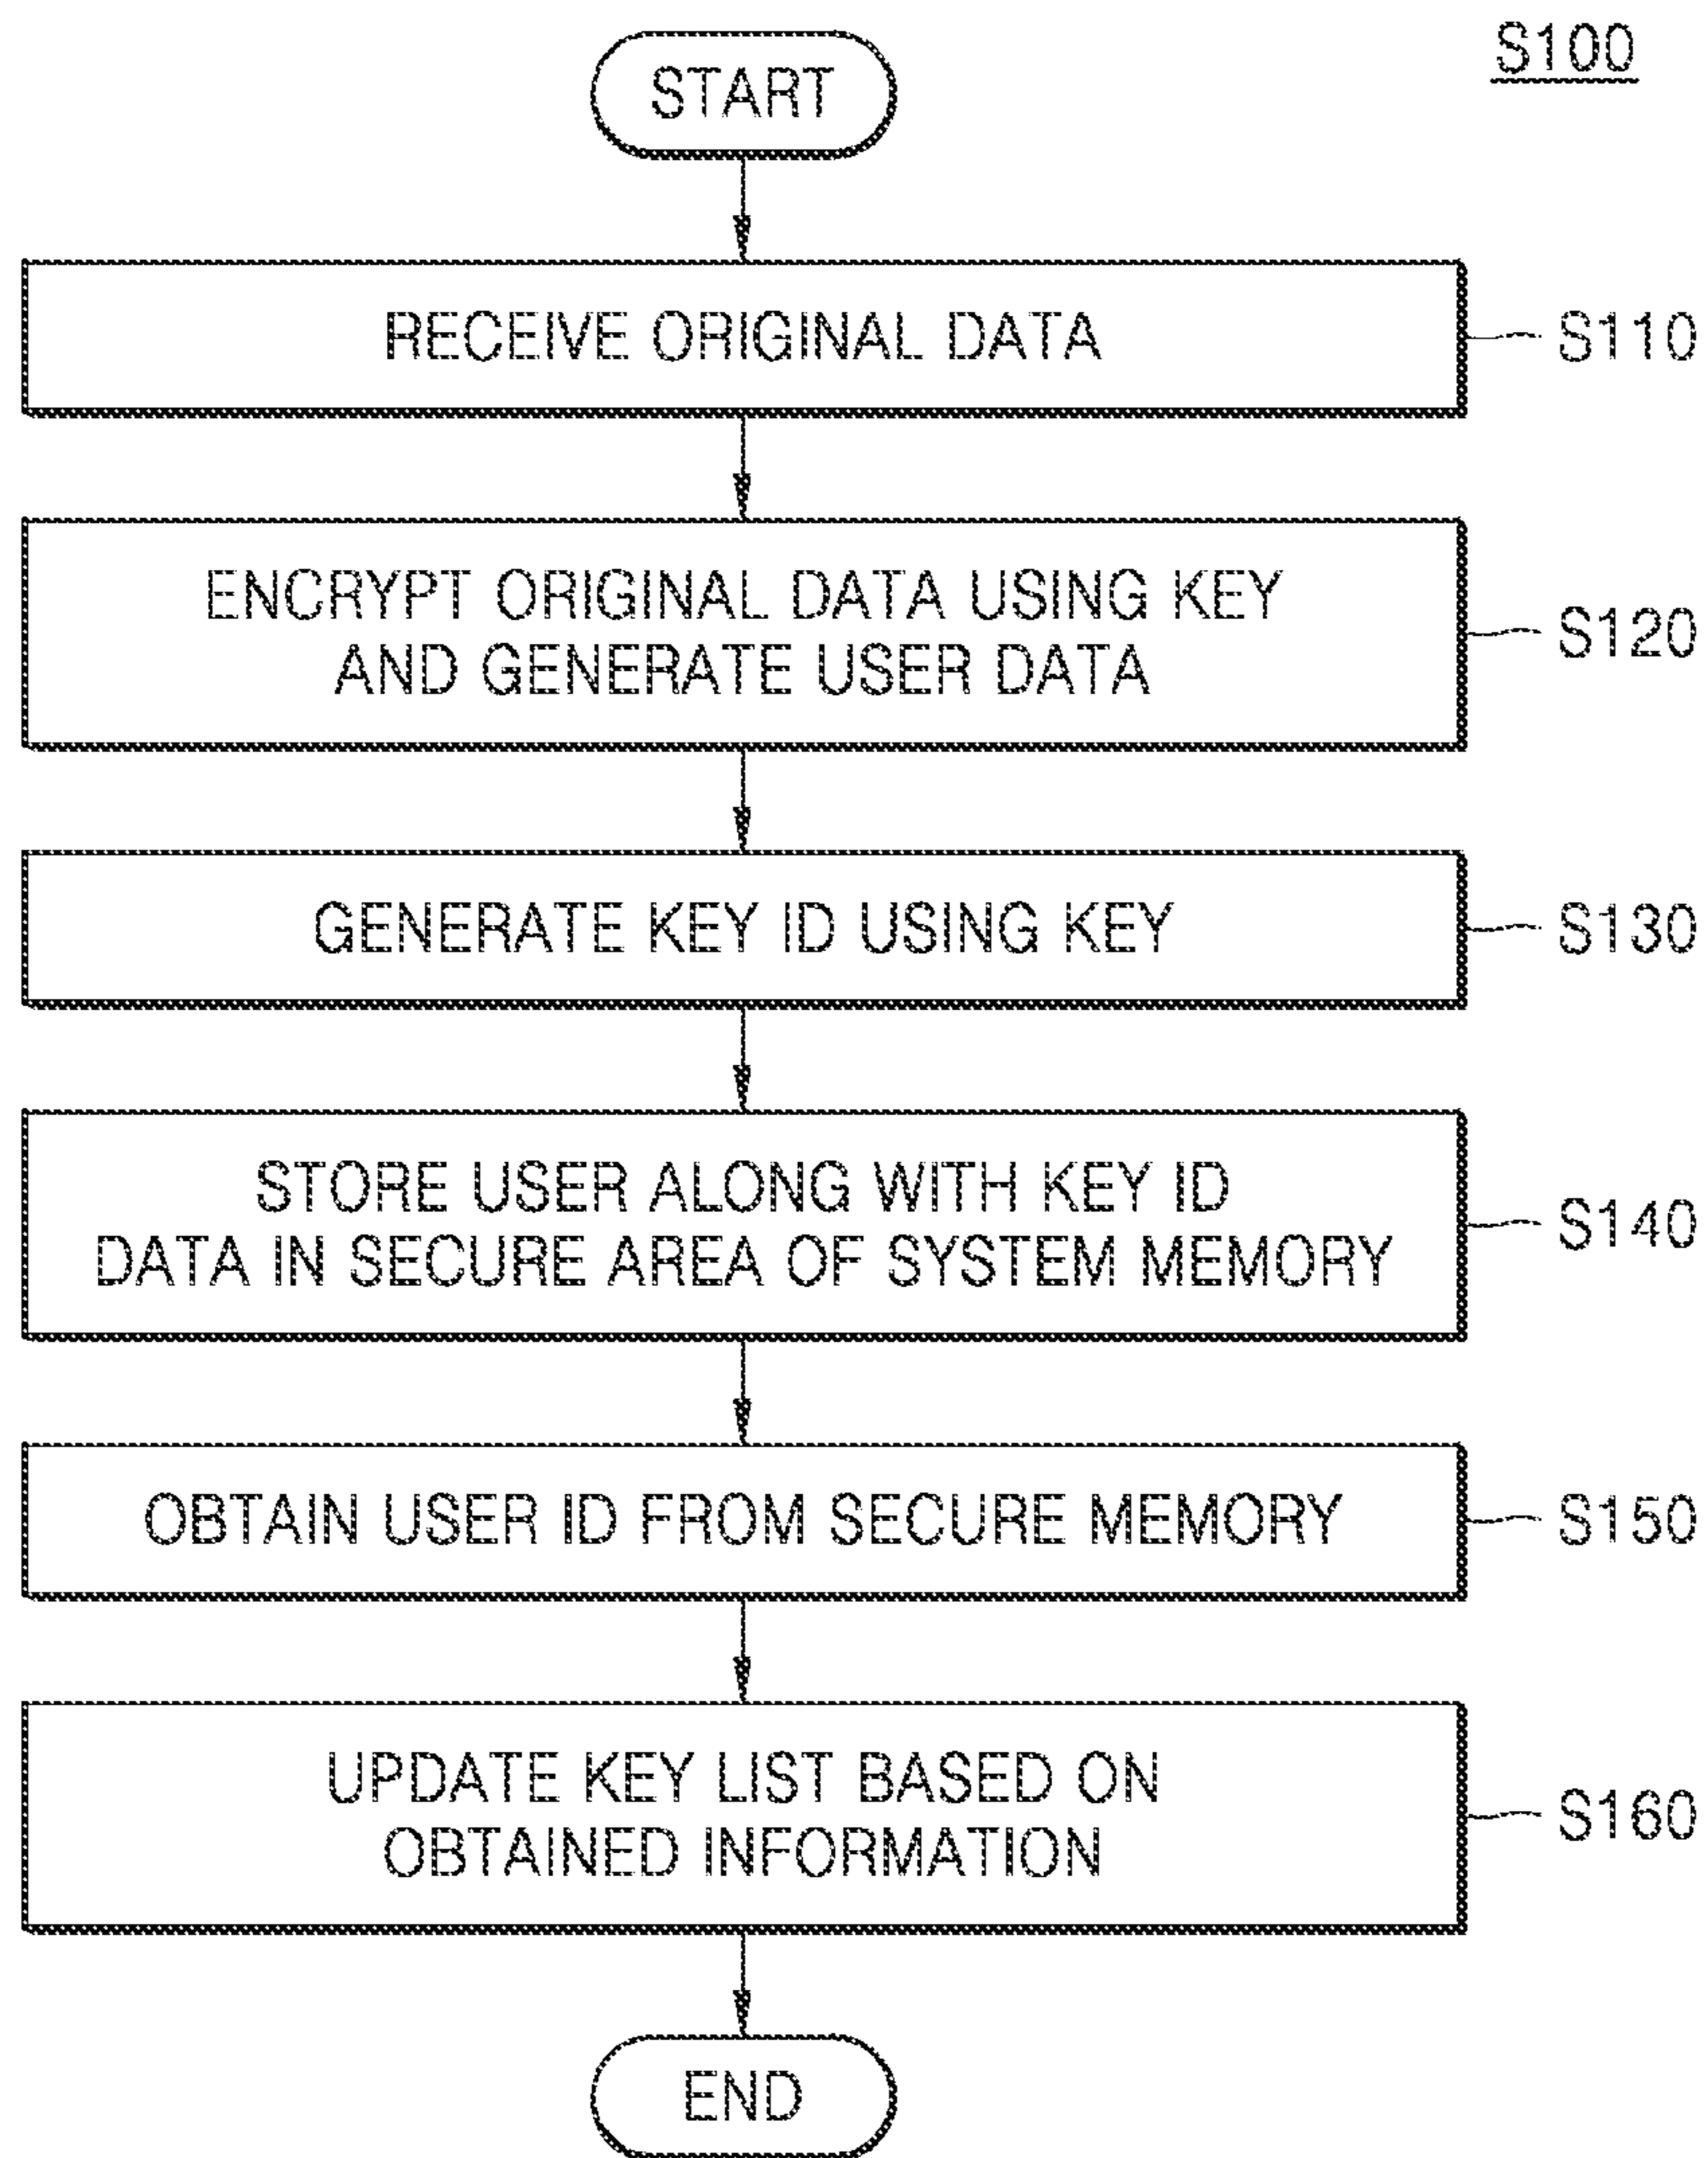 S100
START
RECEIVE ORIGINAL DATA
S110
ENCRYPT ORIGINAL DATA USING KEY
AND GENERATE USER DATA
S120
GENERATE KEY ID USING KEY
S130
STORE USER ALONG WITH KEY ID
DATA IN SECURE AREA OF SYSTEM MEMORY
S140
OBTAIN USER ID FROM SECURE MEMORY
S150
UPDATE KEY LIST BASED ON
OBTAINED INFORMATION
S160
END